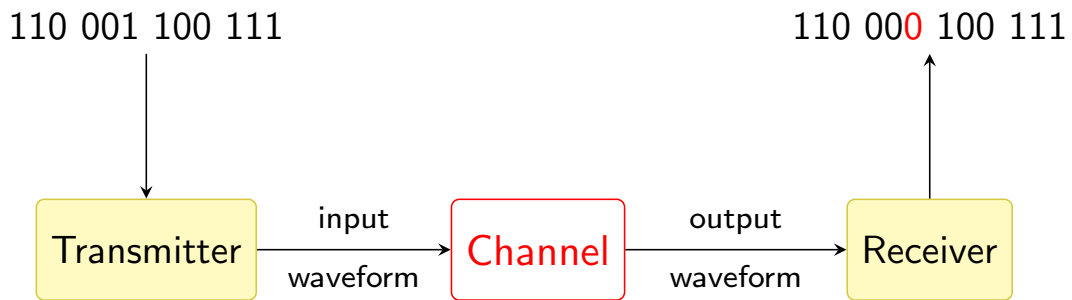 110 001 100 111
110 000 100 111
Transmitter
input
waveform
Channel
output
waveform
Receiver